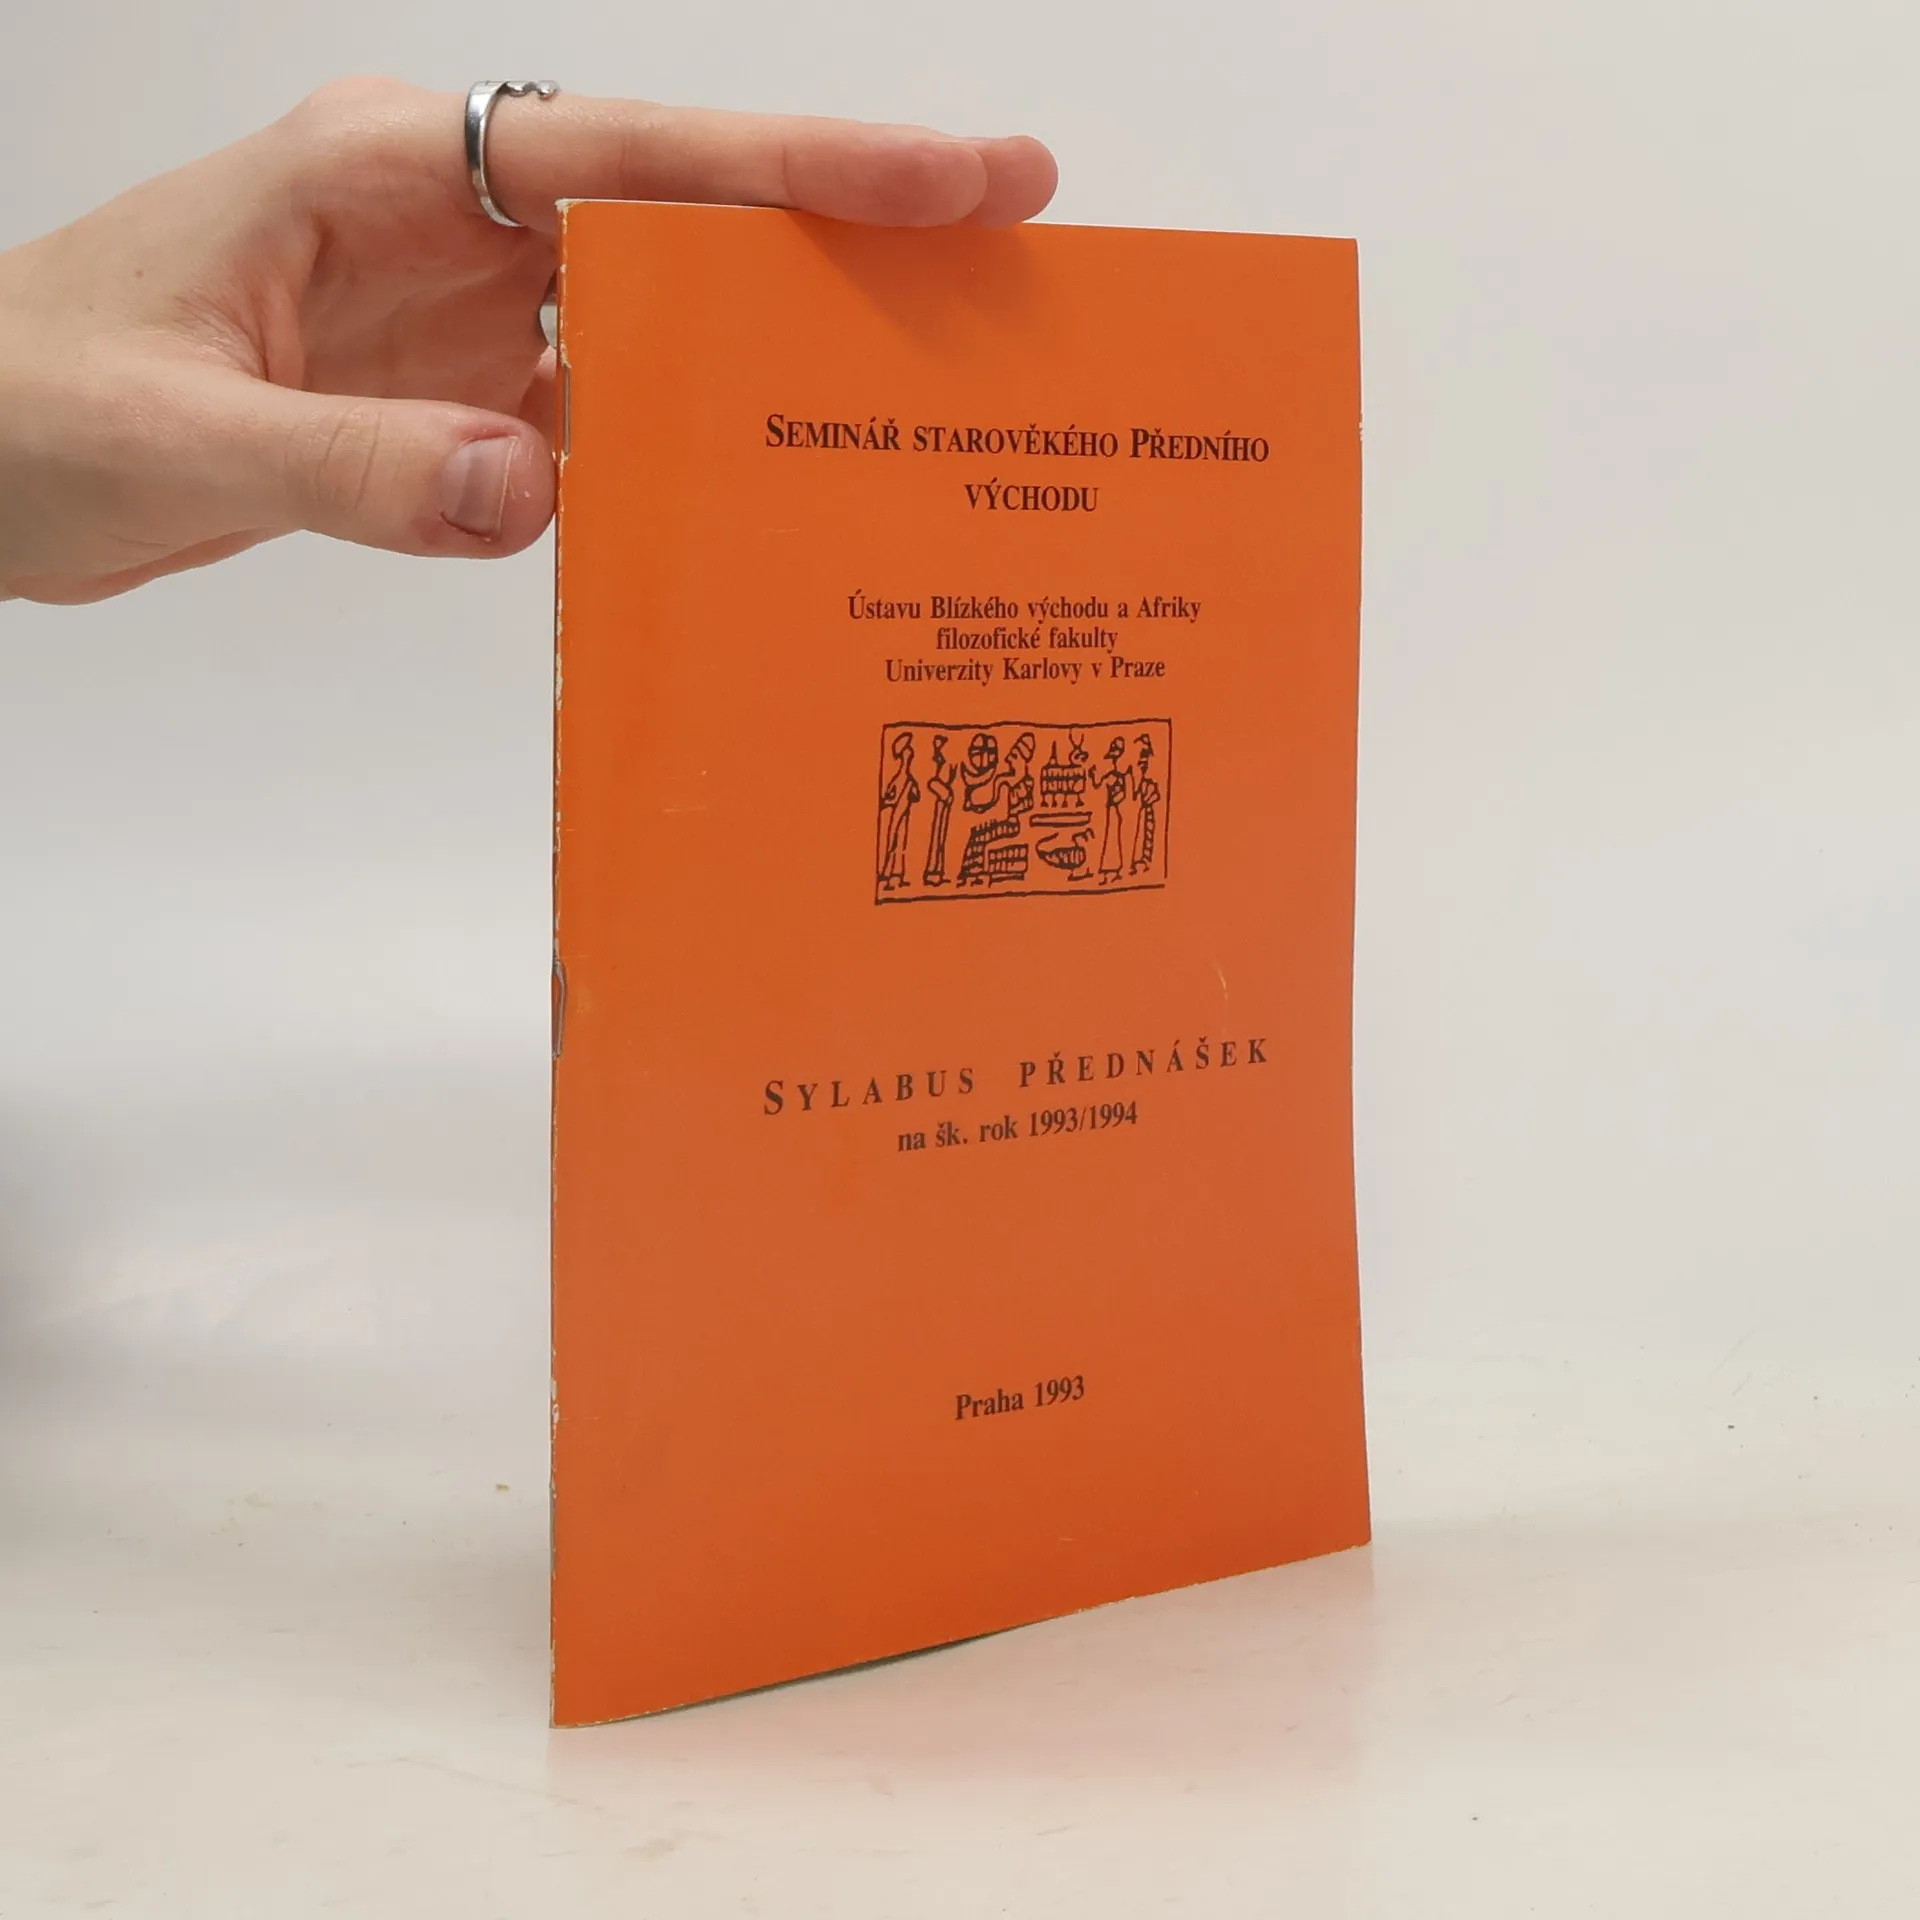 SEMINÁŘ STAROVĚKÉHO PŘEDNÍHO
VÝCHODU
Ústavu Blízkého východu a Afriky
filozofické fakulty
Univerzity Karlovy v Praze
SYLABUS PŘEDNÁŠEK
na šk. rok 1993/1994
Praha 1993